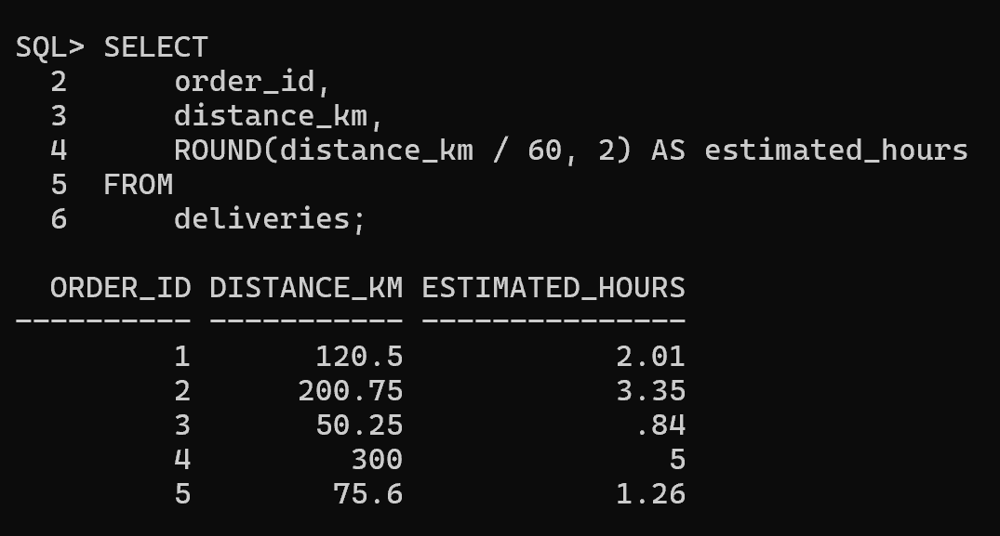 SQL> SELECT
  2      order_id,
  3      distance_km,
  4      ROUND(distance_km / 60, 2) AS estimated_hours
  5  FROM
  6      deliveries;

  ORDER_ID DISTANCE_KM ESTIMATED_HOURS
---------- ----------- ---------------
         1       120.5            2.01
         2      200.75            3.35
         3       50.25             .84
         4         300               5
         5        75.6            1.26